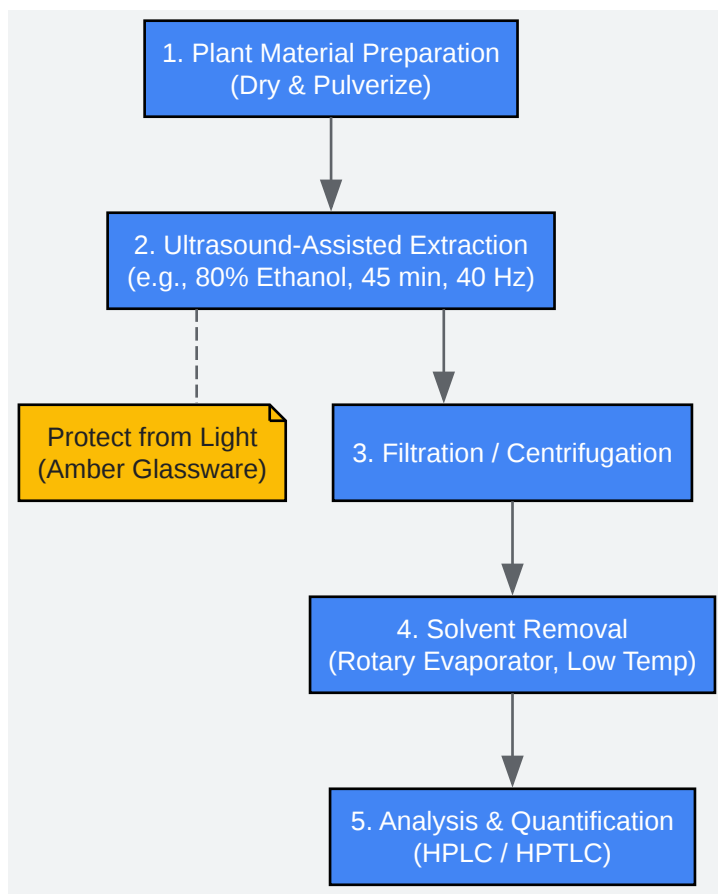 1. Plant Material Preparation
(Dry & Pulverize)
2. Ultrasound-Assisted Extraction
(e.g., 80% Ethanol, 45 min, 40 Hz)
Protect from Light
(Amber Glassware)
3. Filtration / Centrifugation
4. Solvent Removal
(Rotary Evaporator, Low Temp)
5. Analysis & Quantification
(HPLC / HPTLC)